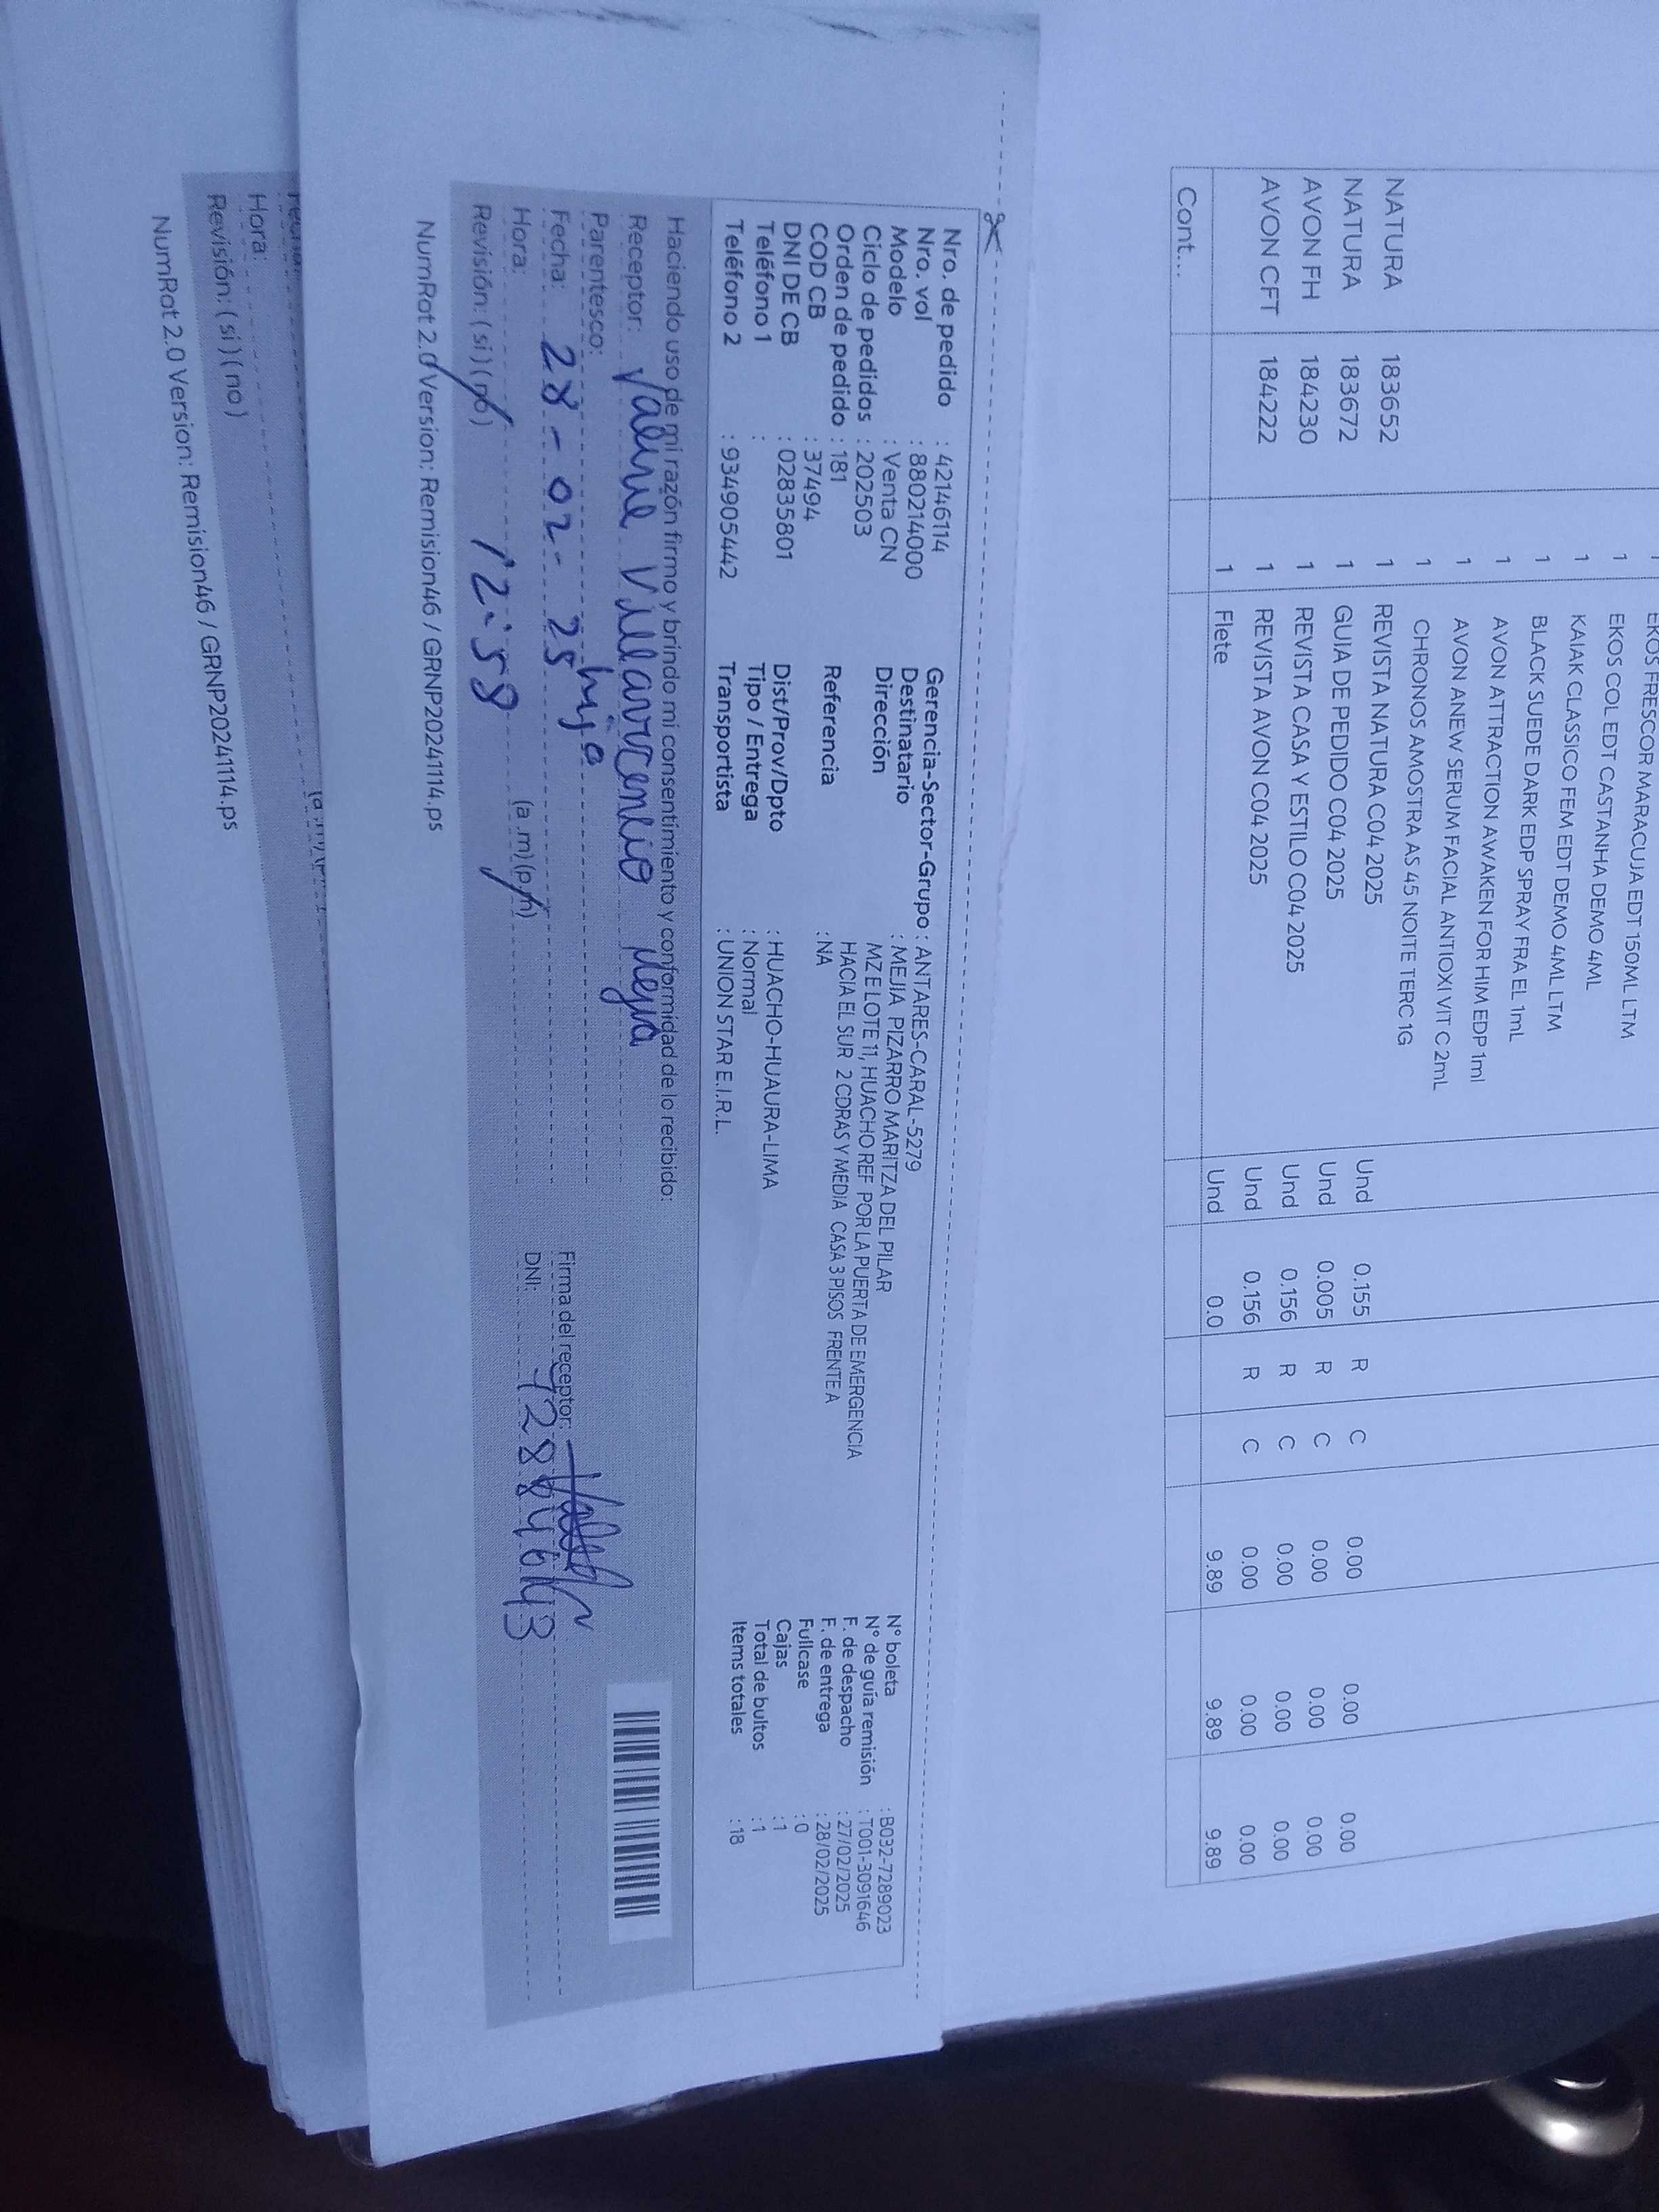 EKOS FRESCOR MARACUJA EDT 150ML LTM
1 EKOS COL EDT CASTANHA DEMO 4ML
1 KAIAK CLASSICO FEM EDT DEMO 4ML LTM
1 BLACK SUEDE DARK EDP SPRAY FRA EL 1mL
1 AVON ATTRACTION AWAKEN FOR HIM EDP 1ml
1 AVON ANEW SERUM FACIAL ANTIOXI VIT C 2mL
1 CHRONOS AMOSTRA AS 45 NOITE TERC 1G
NATURA 183652 1 REVISTA NATURA C04 2025 Und 0.155 R C 0.00 0.00 0.00
NATURA 183672 1 GUIA DE PEDIDO C04 2025 Und 0.005 R C 0.00 0.00 0.00
AVON FH 184230 1 REVISTA CASA Y ESTILO C04 2025 Und 0.156 R C 0.00 0.00 0.00
AVON CFT 184222 1 REVISTA AVON C04 2025 Und 0.156 R C 0.00 0.00 0.00
1 Flete Und 0.0 9.89 9.89 9.89
Cont...
Nro. de pedido : 42146114
Nro. vol : 880214000
Modelo : Venta CN
Ciclo de pedidos : 202503
Orden de pedido : 181
COD CB : 37494
DNI DE CB : 02835801
Teléfono 1 :
Teléfono 2 : 934905442
Gerencia-Sector-Grupo : ANTARES-CARAL-5279
Destinatario : MEJIA PIZARRO MARITZA DEL PILAR
Dirección MZ E LOTE 11, HUACHO REF POR LA PUERTA DE EMERGENCIA
HACIA EL SUR 2 CDRAS Y MEDIA CASA 3 PISOS FRENTE A
Referencia : NA
Dist/Prov/Dpto : HUACHO-HUAURA-LIMA
Tipo / Entrega : Normal
Transportista : UNION STAR E.I.R.L.
N° boleta : B032-7289023
N° de guía remisión : T001-3091646
F. de despacho : 27/02/2025
F. de entrega : 28/02/2025
Fullcase : 0
Cajas : 1
Total de bultos : 1
Items totales : 18
Haciendo uso de mi razón firmo y brindo mi consentimiento y conformidad de lo recibido:
Receptor: Valerie Villavicencio Mejia
Parentesco: hija
Fecha: 28-02-25
Firma del receptor:
Hora: 12:58 (a.m)(p.m)
DNI: 72884643
Revisión: (si)(no)
NumRot 2.0 Version: Remision46 / GRNP20241114.ps
Hora:
Revisión: (si)(no)
NumRot 2.0 Version: Remision46 / GRNP20241114.ps